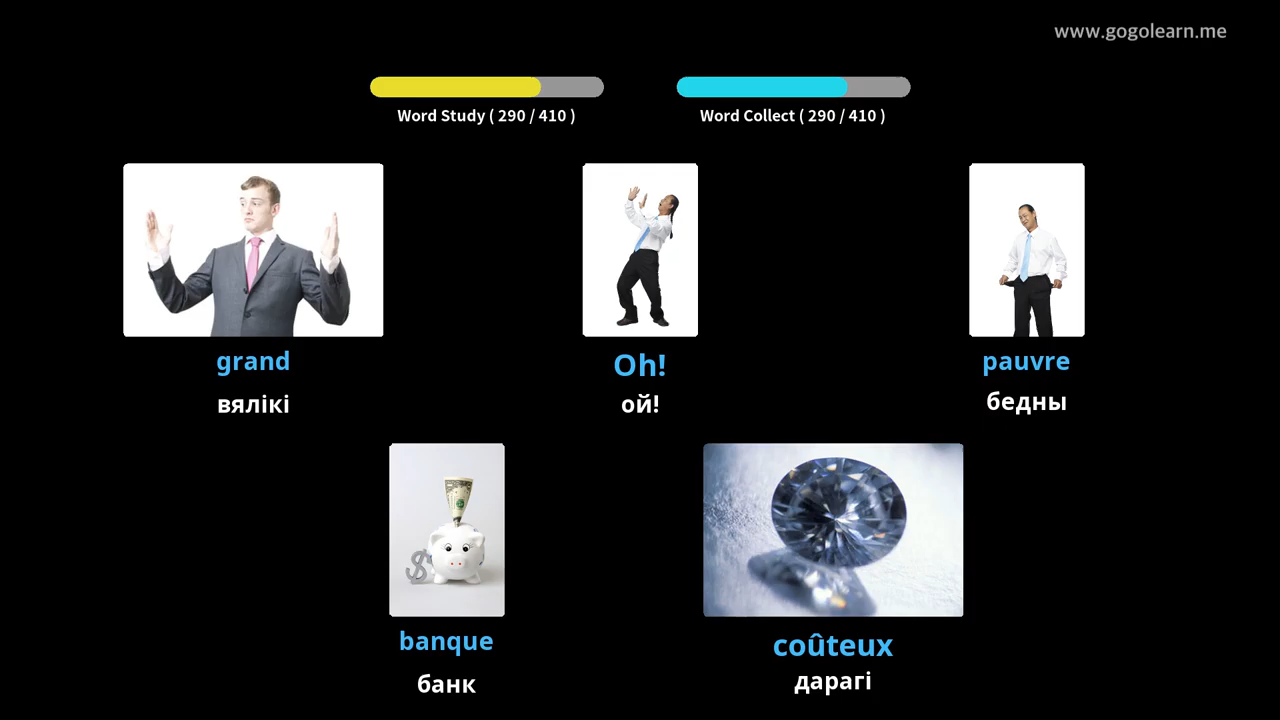 www.gogolearn.me
Word Study ( 290 / 410 )
Word Collect ( 290 / 410 )
grand
вялікі
Oh!
ой!
pauvre
бедны
banque
банк
coûteux
дарагі